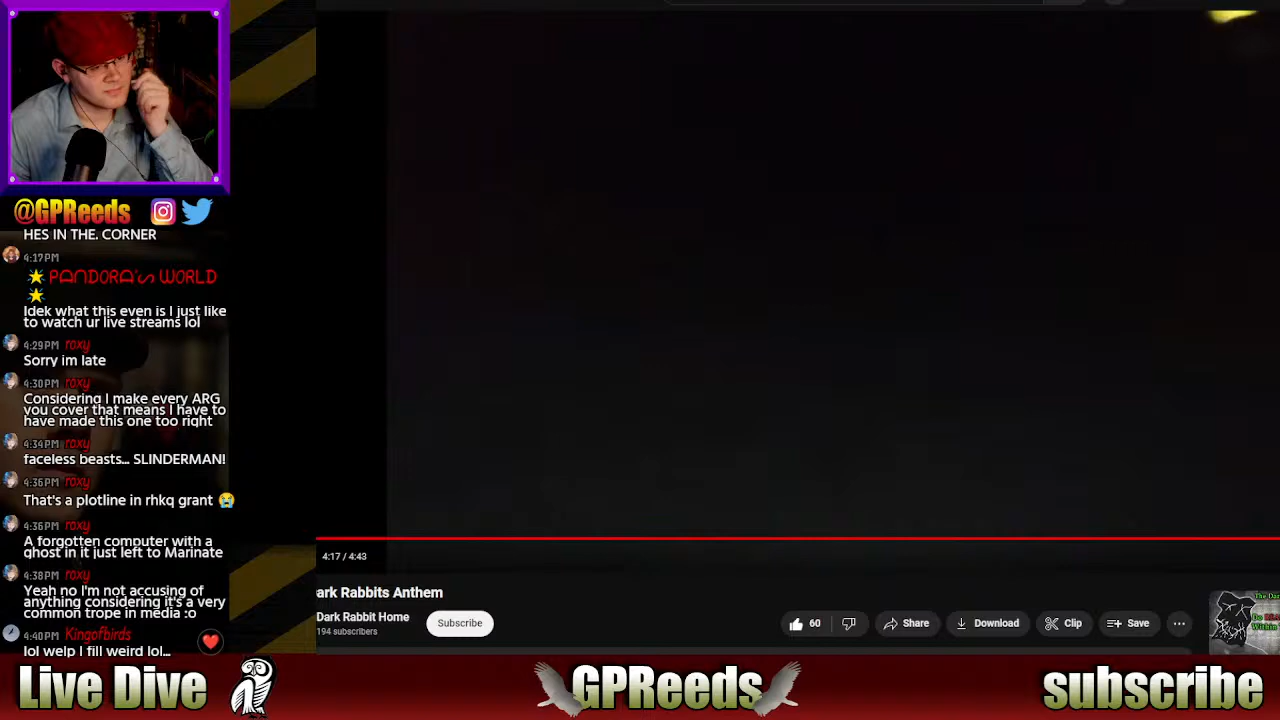 @GPReeds
HES IN THE. CORNER
4:17PM
PANDORA'S WORLD
Idek what this even is I just like
to watch ur live streams lol
4:29PM roxy
Sorry im late
4:30PM roxy
Considering I make every ARG
you cover that means I have to
have made this one too right
4:34PM roxy
faceless beasts... SLINDERMAN!
4:36PM roxy
That's a plotline in rhkq grant 😭
4:36PM roxy
A forgotten computer with a
ghost in it just left to Marinate
4:38PM roxy
Yeah no I'm not accusing of
anything considering it's a very
common trope in media :o
4:40PM Kingofbirds
lol welp I fill weird lol...
4:17 / 4:43
ark Rabbits Anthem
Dark Rabbit Home
194 subscribers
Subscribe
60
Share
Download
Clip
Save
Live Dive
GPReeds
subscribe